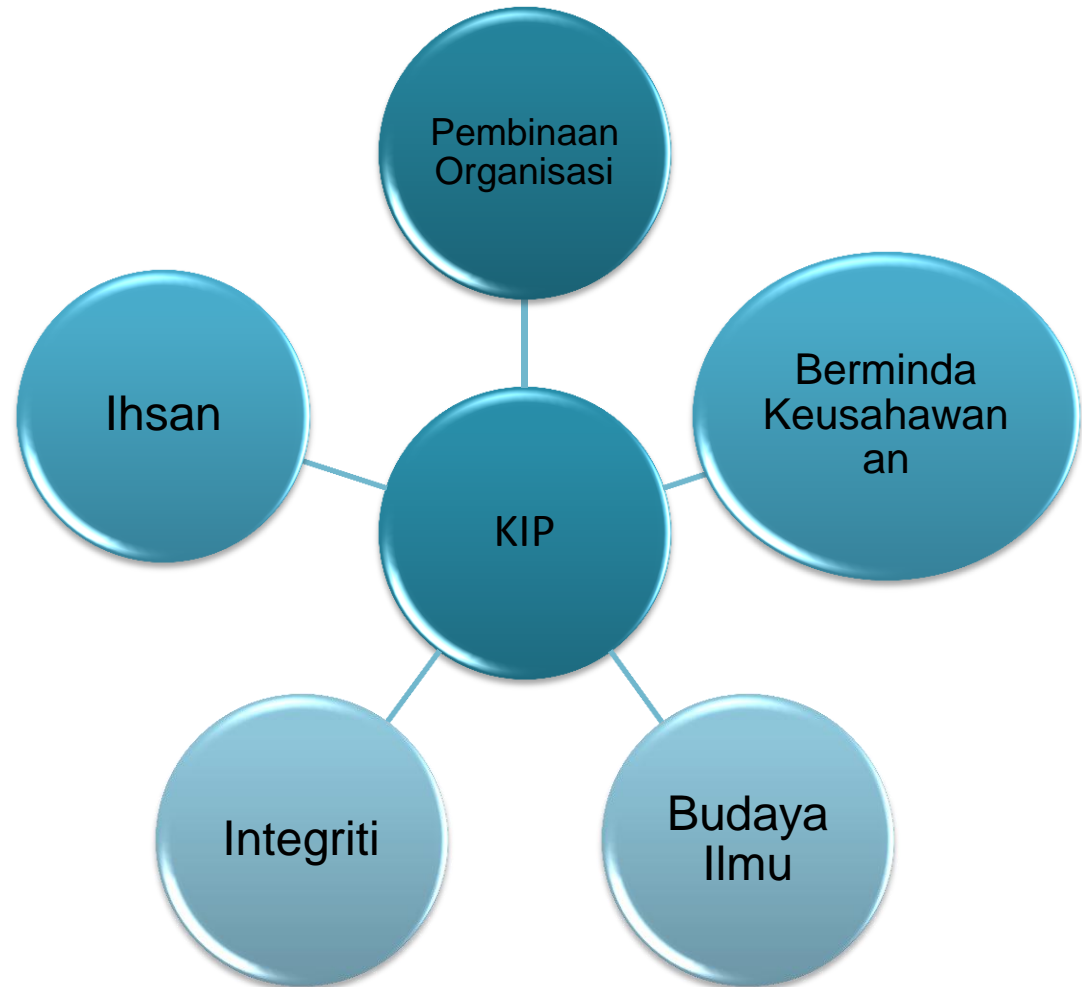 Pembinaan
Organisasi
Ihsan
Berminda
Keusahawan
an
KIP
Integriti
Budaya
Ilmu